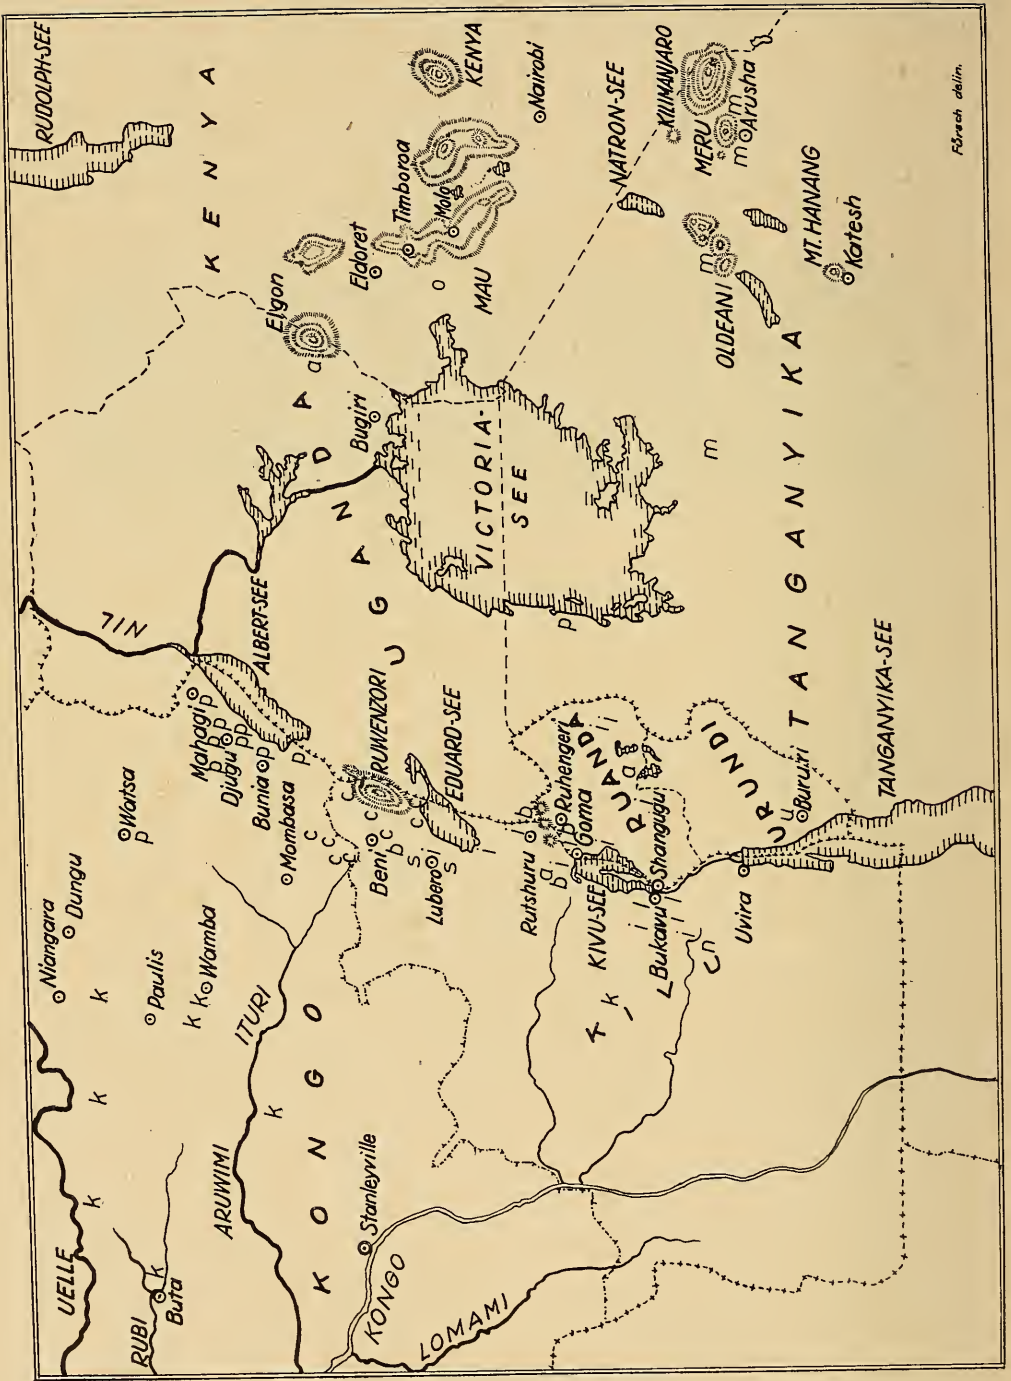 RUDOLPH-SEE
KENYA
KENYA
Nairobi
Elgon
Eldoret
Timboroa
Molo
MAU
o
a
NATRON-SEE
KILIMANJARO
MERU
m
m
Arusha
OLDEANI
m
MT. HANANG
Katesh
m
TANGANYIKA
UGANDA
Bugiri
VICTORIA-
SEE
p
NIL
ALBERT-SEE
Mahagi
p
p p p
p p
Djugu
p p
Bunia
p
p
Mombasa
Watsa
p
RUWENZORI
c
c
c
c
c
c
c
c
c
Beni
b
s
i
s
Lubero
EDUARD-SEE
i
i
Rutshuru
b
Ruhengeri
b
Goma
a
i
b
RUANDA
i
i
a
KIVU-SEE
Shangugu
Bukavu
i
i
L
URUNDI
u
Bururi
Uvira
TANGANYIKA-SEE
n
k
Niangara
Dungu
k
Paulis
k
k
Wamba
ITURI
k
k
k
UELLE
RUBI
k
Buta
ARUWIMI
KONGO
Stanleyville
KONGO
LOMAMI
Försch delin.